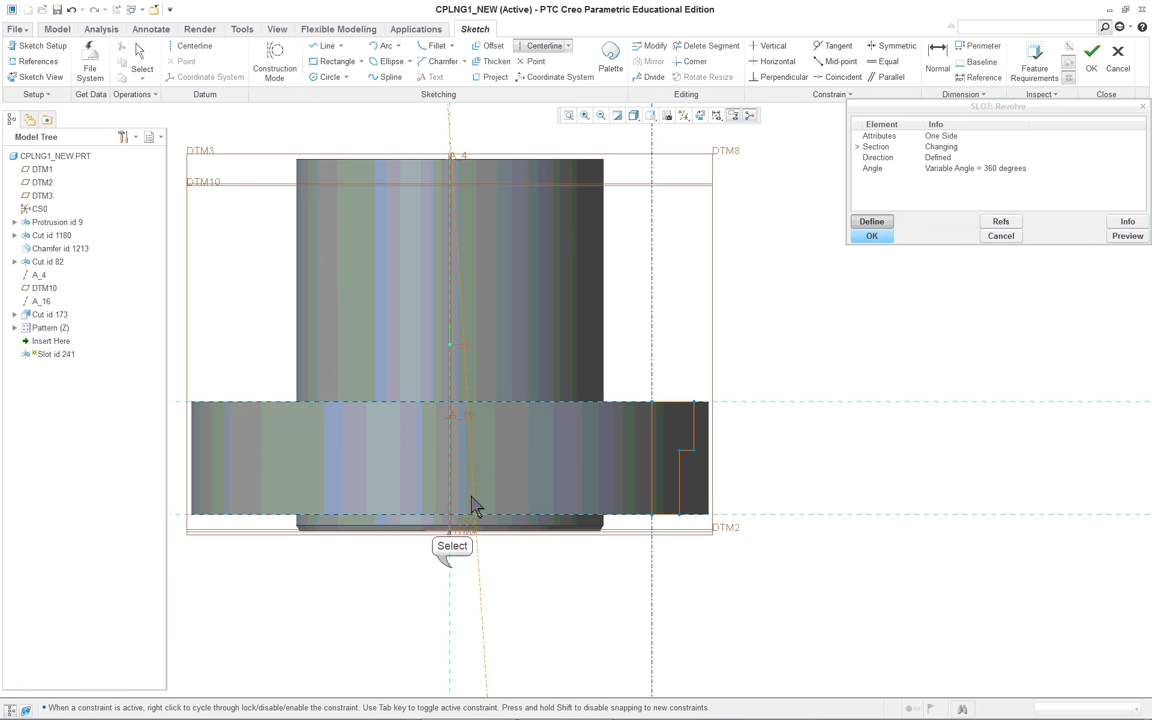 CPLNG1_NEW (Active) - PTC Creo Parametric Educational Edition
File Model Analysis Annotate Render Tools View Flexible Modeling Applications Sketch
Sketch Setup
References
Sketch View
Setup
File System
Get Data
Select
Operations
Centerline
Point
Coordinate System
Datum
Construction Mode
Line Arc Fillet Offset Centerline
Rectangle Ellipse Chamfer Thicken Point
Circle Spline Text Project Coordinate System
Palette
Sketching
Modify Delete Segment
Mirror Corner
Divide Rotate Resize
Editing
Vertical Tangent Symmetric
Horizontal Mid-point Equal
Perpendicular Coincident Parallel
Constrain
Normal
Perimeter
Baseline
Reference
Dimension
Feature Requirements
Inspect
OK Cancel
Close
Model Tree
CPLNG1_NEW.PRT
DTM1
DTM2
DTM3
CS0
Protrusion id 9
Cut id 1180
Chamfer id 1213
Cut id 82
A_4
DTM10
A_16
Cut id 173
Pattern (Z)
Insert Here
Slot id 241
DTM3
A_4
DTM8
DTM10
DTM2
Select
SLOT: Revolve
Element Info
Attributes One Side
> Section Changing
Direction Defined
Angle Variable Angle = 360 degrees
Define Refs Info
OK Cancel Preview
• When a constraint is active, right click to cycle through lock/disable/enable the constraint. Use Tab key to toggle active constraint. Press and hold Shift to disable snapping to new constraints.